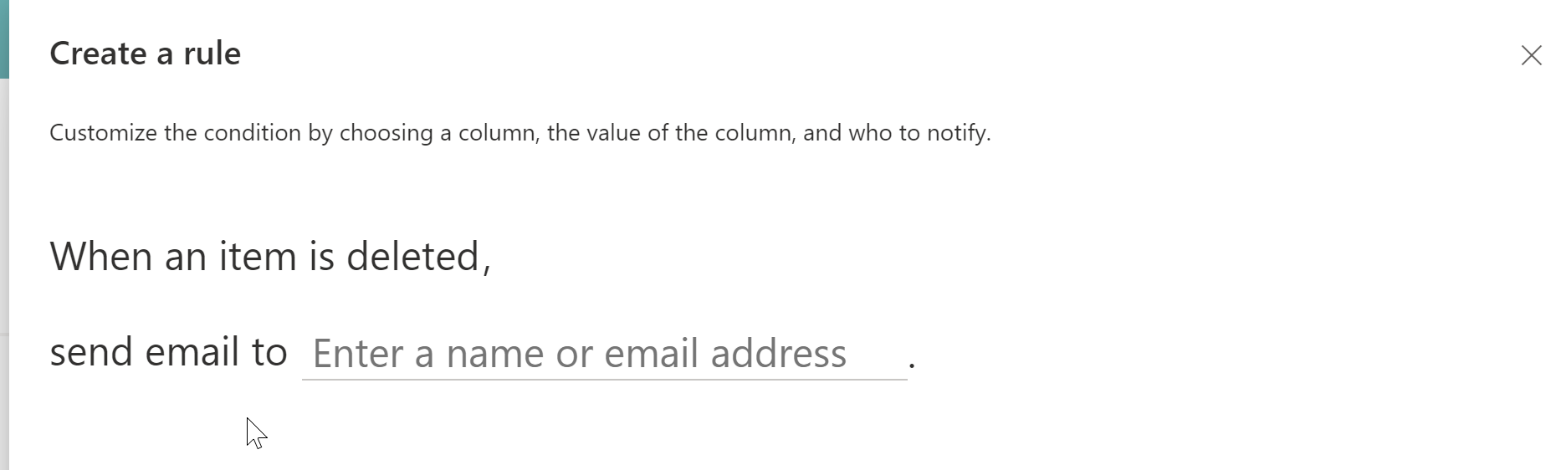 Create a rule
Customize the condition by choosing a column, the value of the column, and who to notify.
When an item is deleted,
send email to Enter a name or email address .